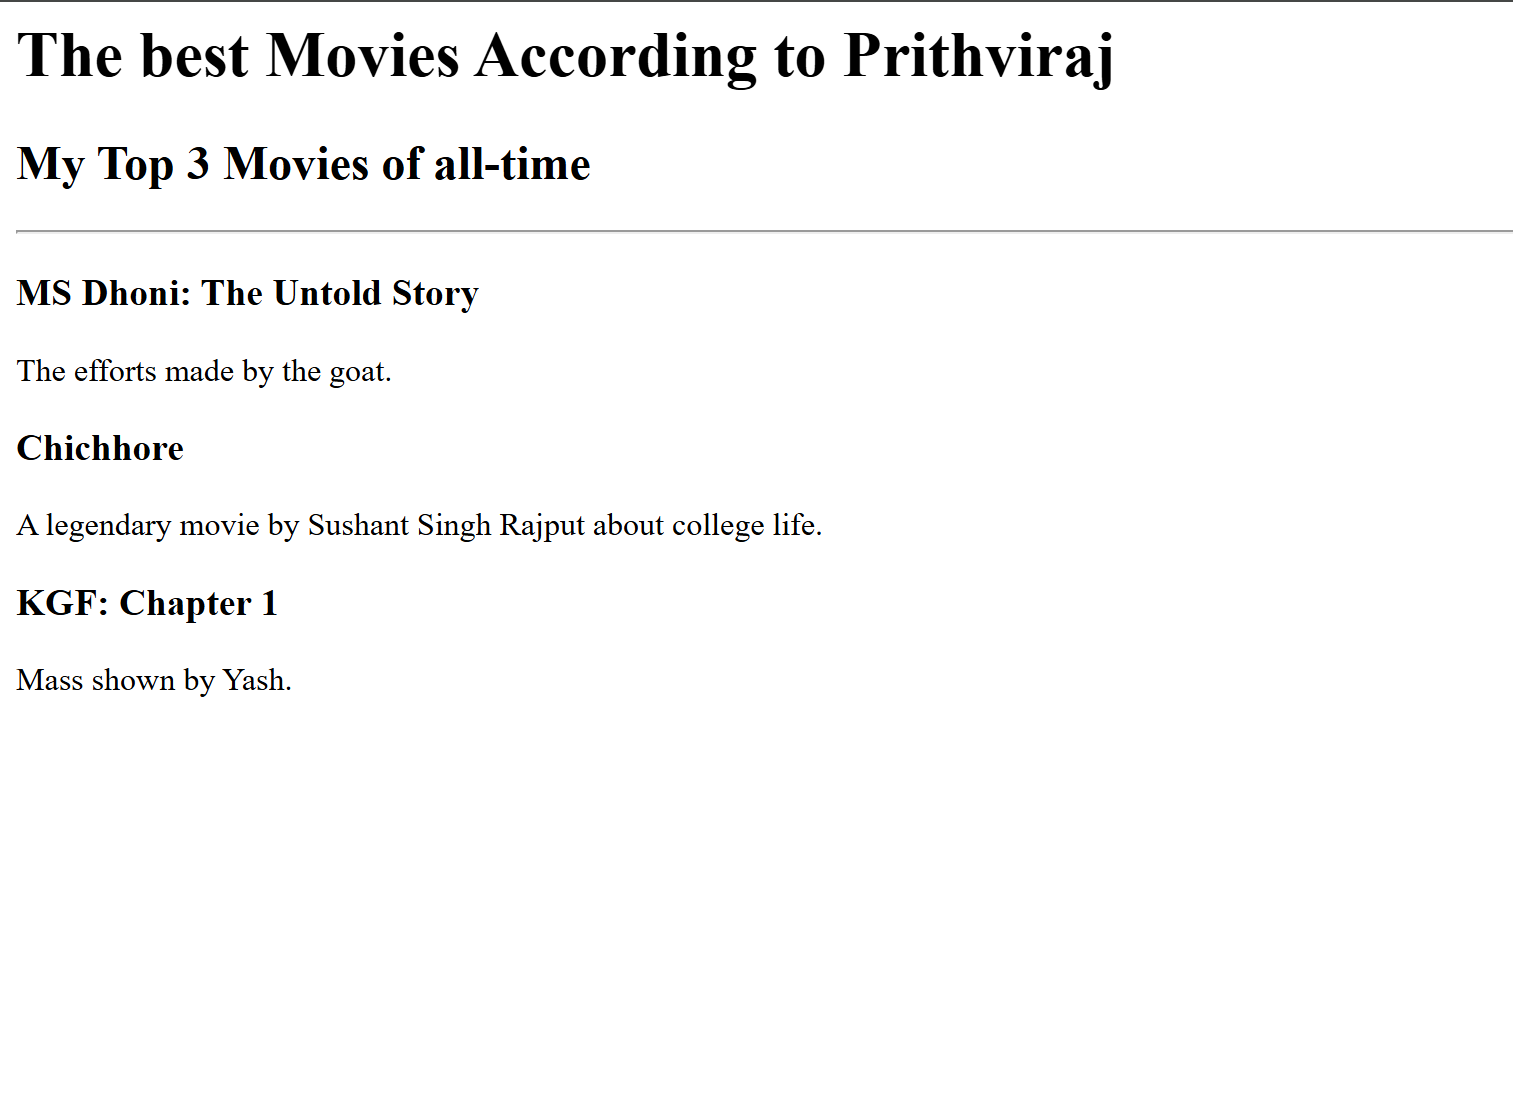 The best Movies According to Prithviraj
My Top 3 Movies of all-time
MS Dhoni: The Untold Story
The efforts made by the goat.
Chichhore
A legendary movie by Sushant Singh Rajput about college life.
KGF: Chapter 1
Mass shown by Yash.